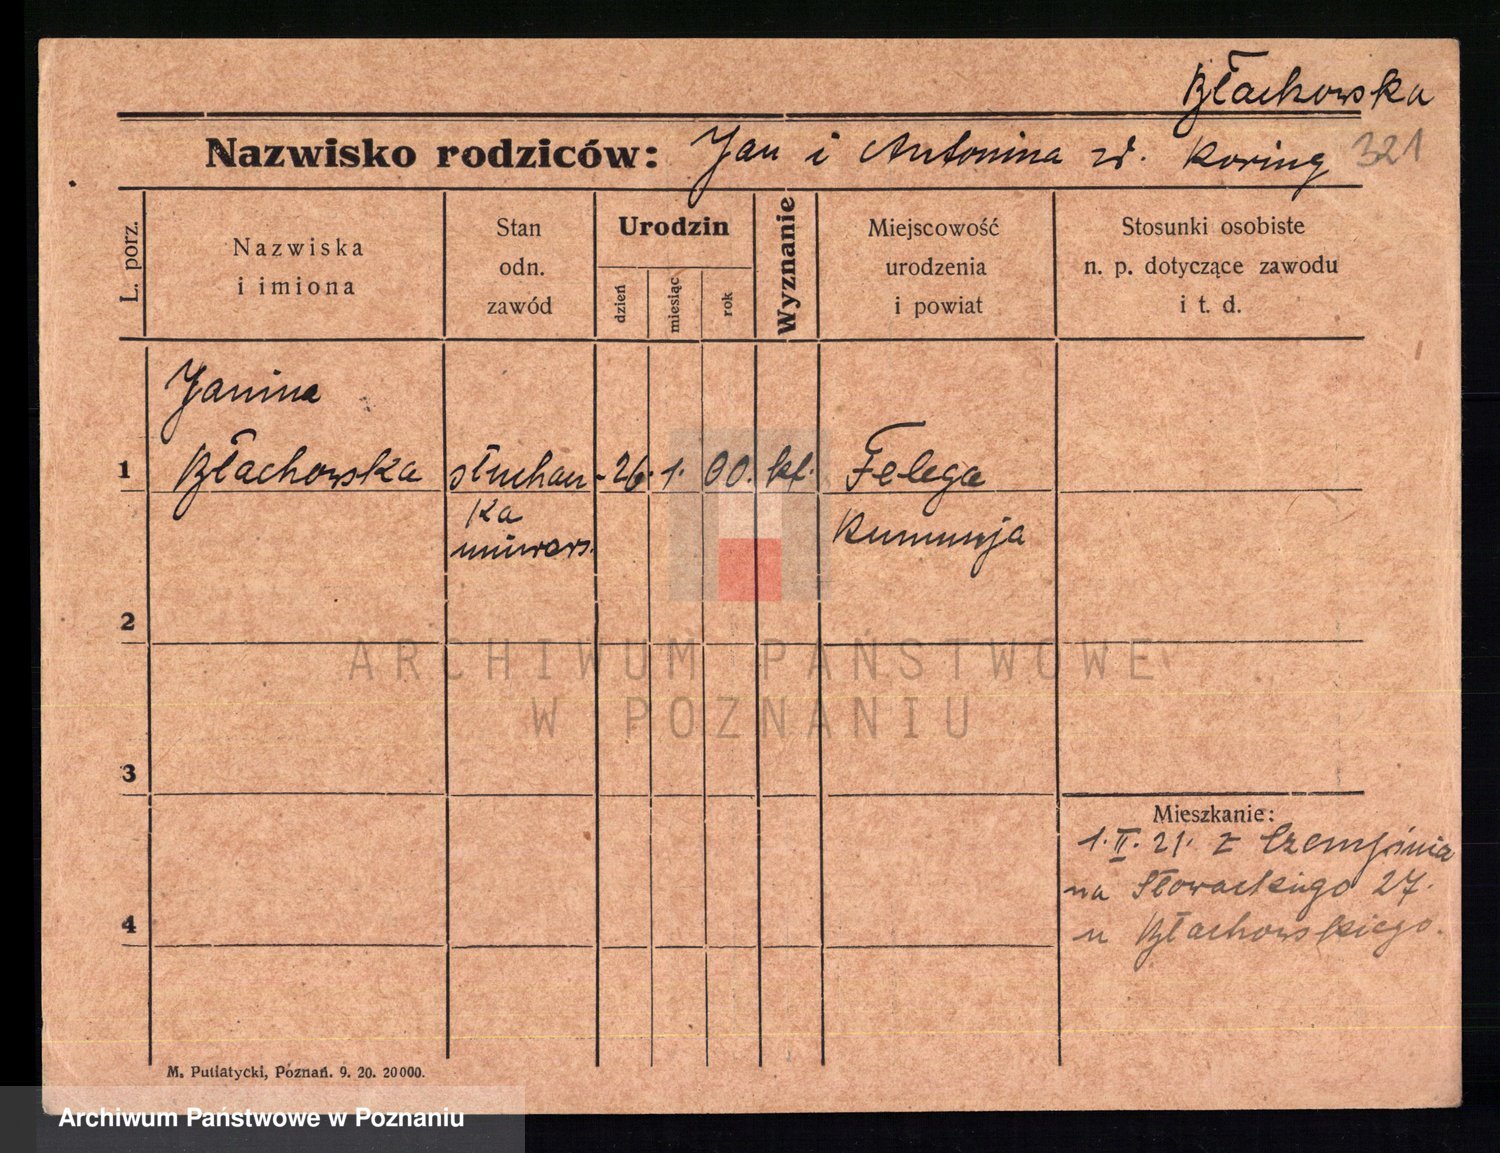 Błachowska
Nazwisko rodziców: Jan i Antonina zd. Koring 321
L. porz.
Nazwiska
i imiona
Stan
odn.
zawód
Urodzin
dzień
miesiąc
rok
Wyznanie
Miejscowość
urodzenia
i powiat
Stosunki osobiste
n. p. dotyczące zawodu
i t. d.
Janina
1 Błachowska słuchan- 26. 1. 00. kt. Felega
ka
uniwers. Rumunja
2
3
4
Mieszkanie:
1. II. 21. z
na Słowackiego 27.
u Błachowskiego.
M. Putiatycki, Poznań. 9. 20. 20000.
ARCHIWUM PAŃSTWOWE
W POZNANIU
Archiwum Państwowe w Poznaniu